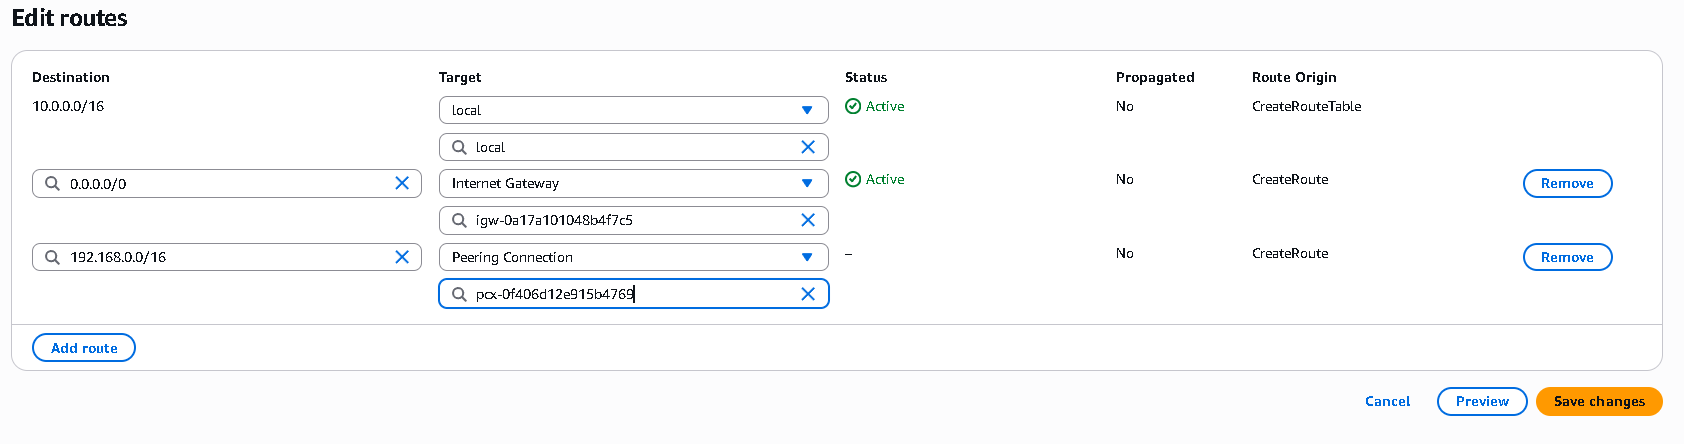 Edit routes
Destination Target Status Propagated Route Origin
10.0.0.0/16 local Active No CreateRouteTable
local
0.0.0.0/0 Internet Gateway Active No CreateRoute Remove
igw-0a17a101048b4f7c5
192.168.0.0/16 Peering Connection – No CreateRoute Remove
pcx-0f406d12e915b4769
Add route
Cancel Preview Save changes